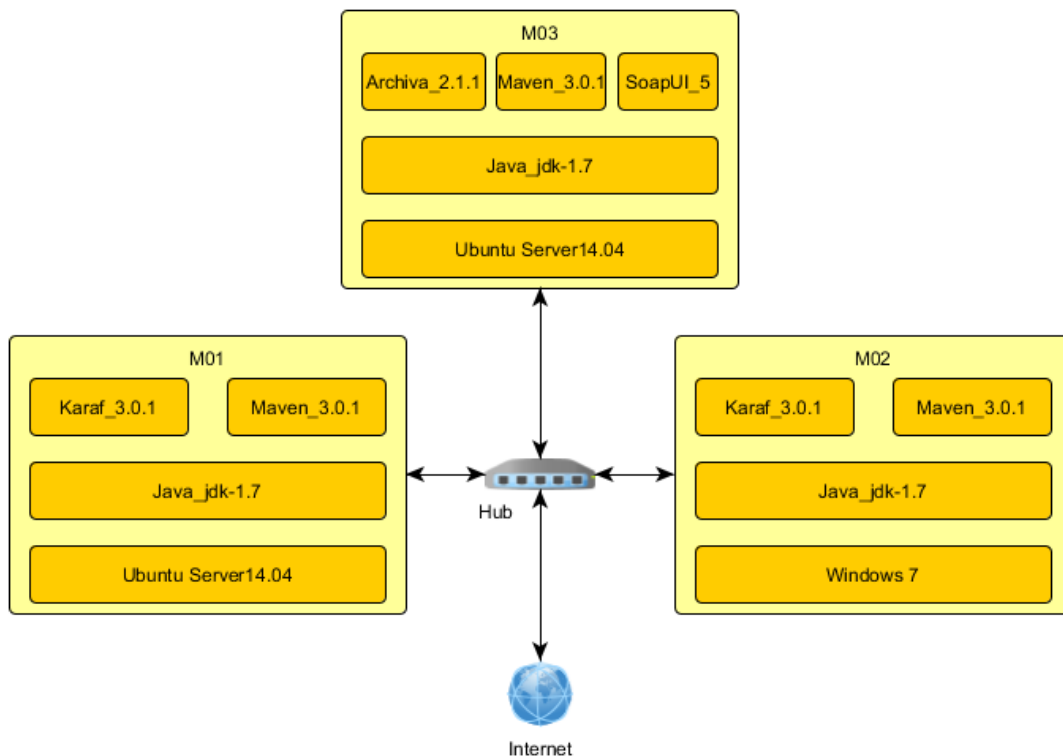 M03
Archiva_2.1.1
Maven_3.0.1
SoapUI_5
Java_jdk-1.7
Ubuntu Server14.04
M01
Karaf_3.0.1
Maven_3.0.1
Java_jdk-1.7
Ubuntu Server14.04
M02
Karaf_3.0.1
Maven_3.0.1
Java_jdk-1.7
Windows 7
Hub
Internet